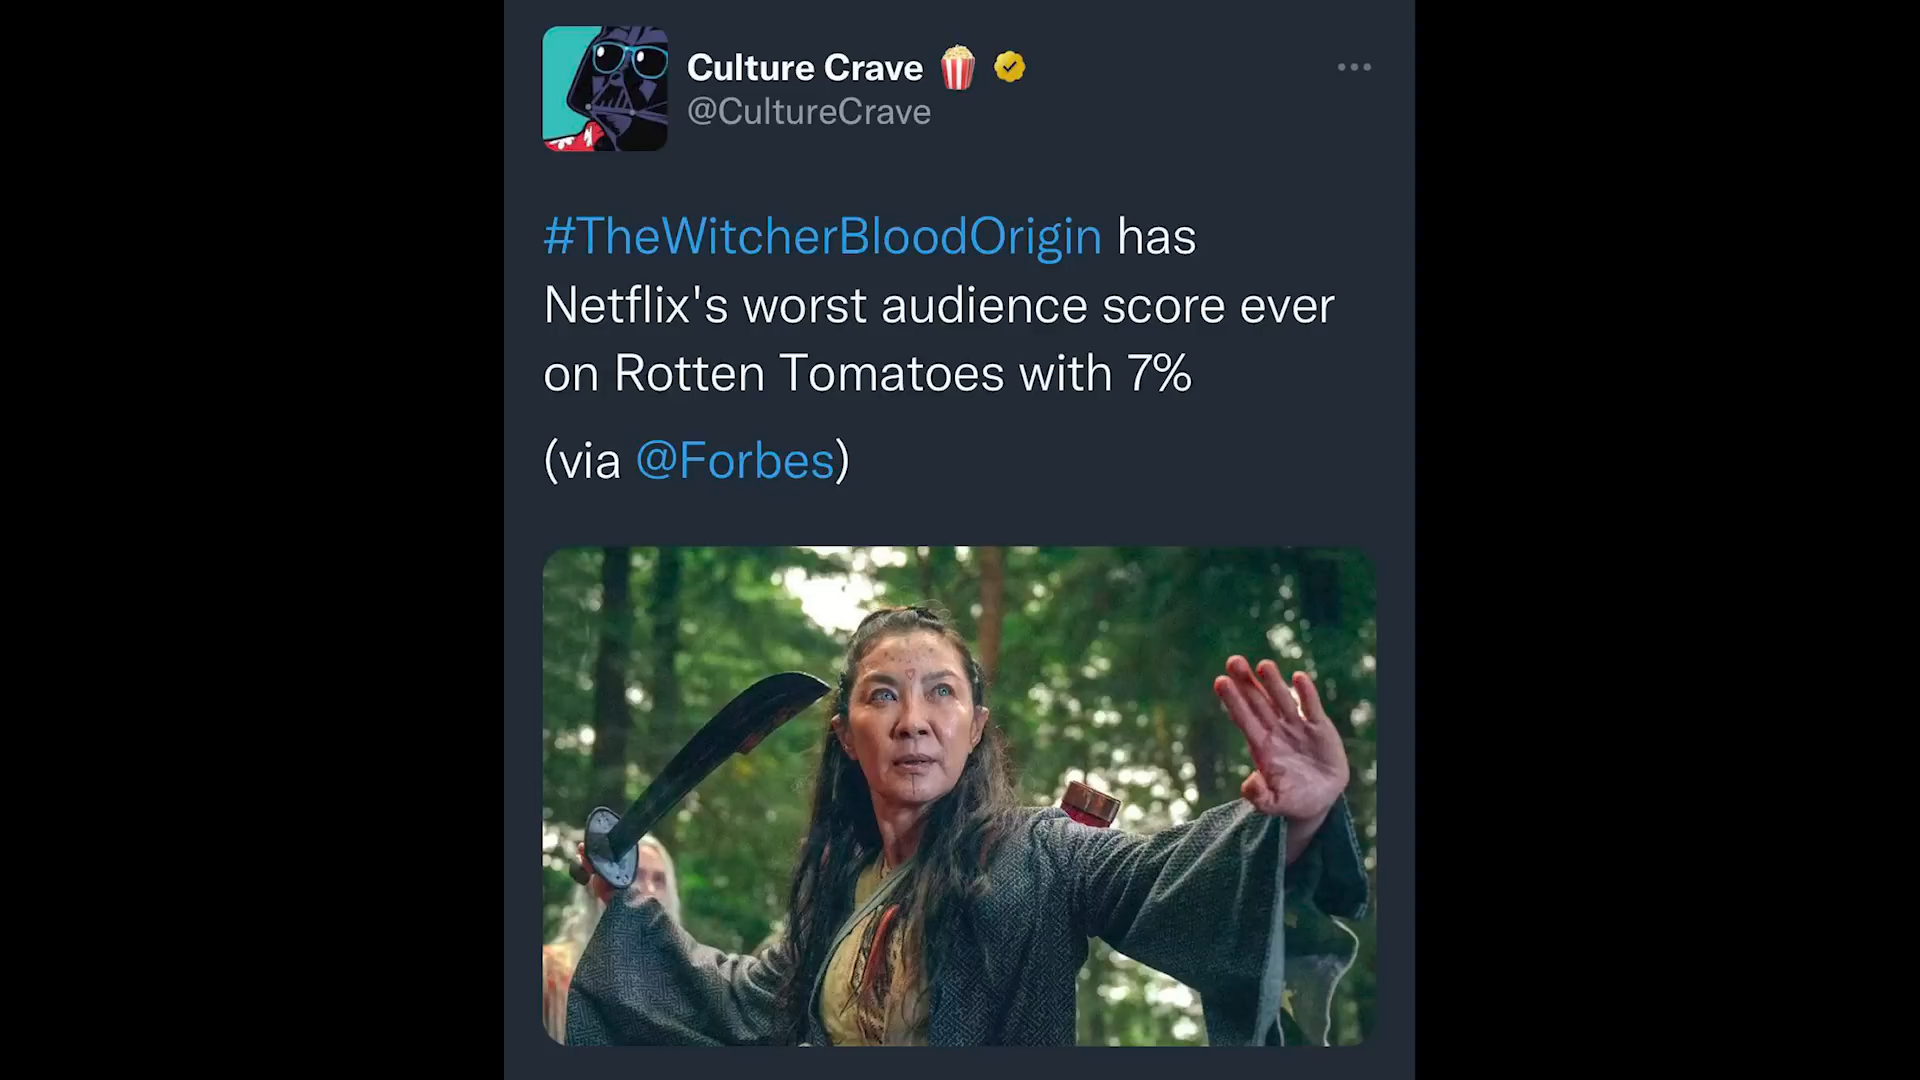 Culture Crave 🍿
@CultureCrave
#TheWitcherBloodOrigin has
Netflix's worst audience score ever
on Rotten Tomatoes with 7%
(via @Forbes)